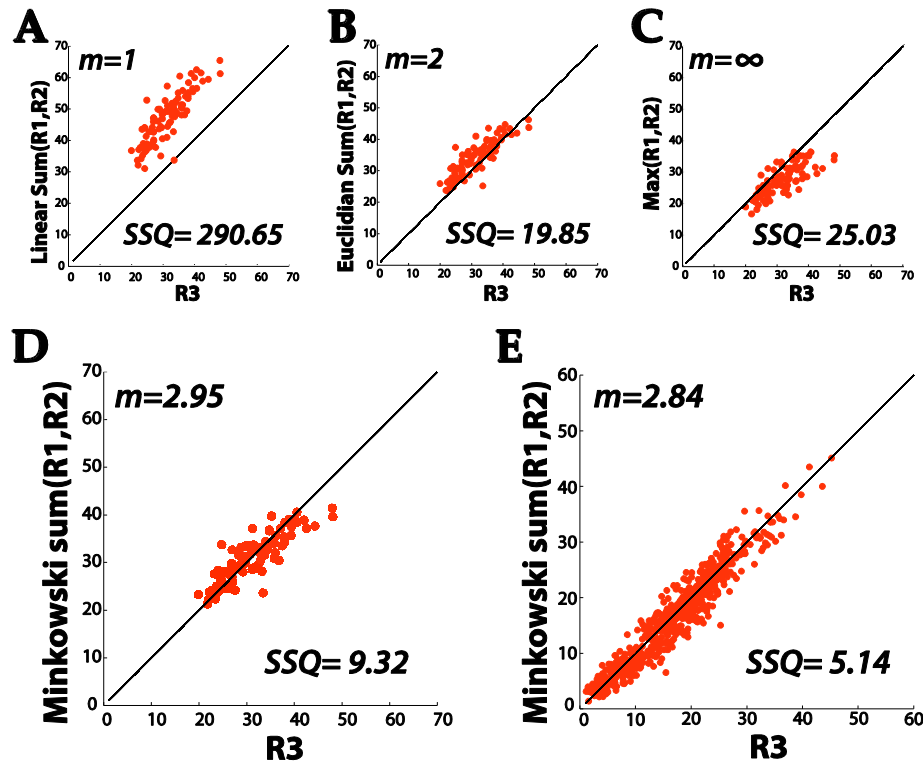 A
m=1
Linear Sum(R1,R2)
70
60
50
40
30
20
10
0
0 10 20 30 40 50 60 70
SSQ= 290.65
R3
B
m=2
Euclidian Sum(R1,R2)
70
60
50
40
30
20
10
0
0 10 20 30 40 50 60 70
SSQ= 19.85
R3
C
m=∞
Max(R1,R2)
70
60
50
40
30
20
10
0
0 10 20 30 40 50 60 70
SSQ= 25.03
R3
D
m=2.95
Minkowski sum(R1,R2)
70
60
50
40
30
20
10
0
0 10 20 30 40 50 60 70
SSQ= 9.32
R3
E
m=2.84
Minkowski sum(R1,R2)
60
50
40
30
20
10
0
0 10 20 30 40 50 60
SSQ= 5.14
R3